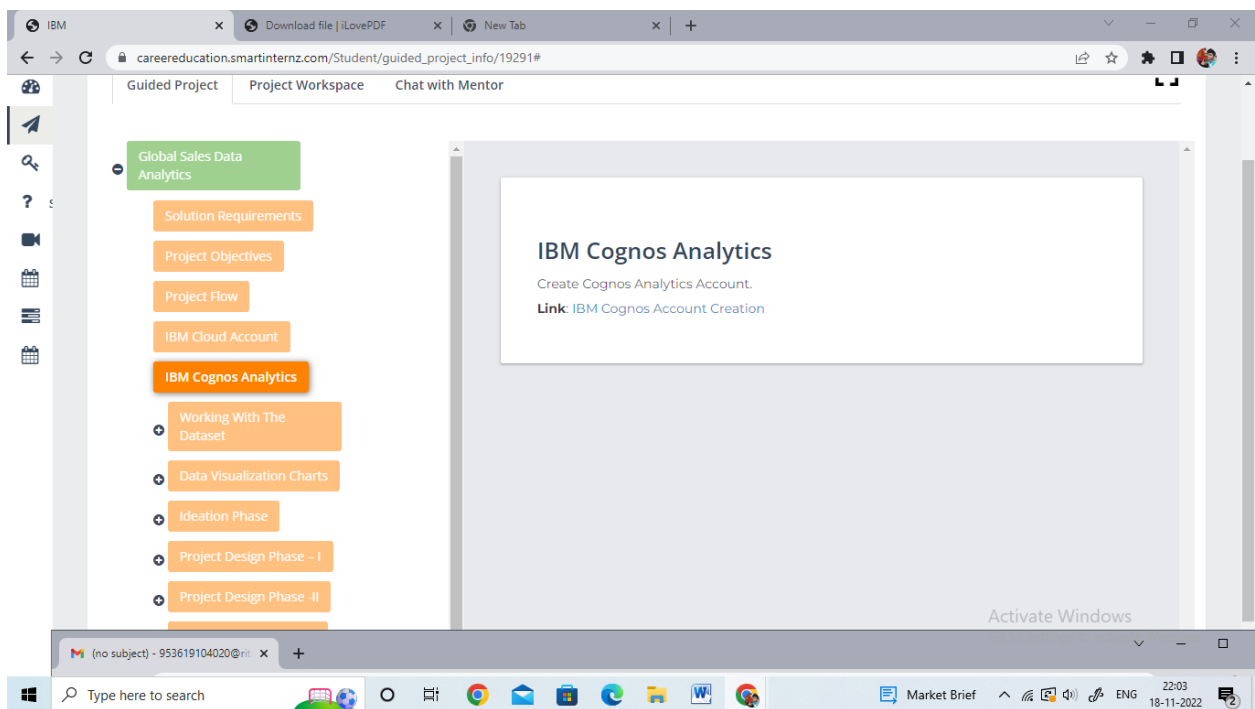 IBM
Download file | iLovePDF
New Tab
careereducation.smartinternz.com/Student/guided_project_info/19291#
Guided Project
Project Workspace
Chat with Mentor
Global Sales Data
Analytics
Solution Requirements
Project Objectives
Project Flow
IBM Cloud Account
IBM Cognos Analytics
Working With The
Dataset
Data Visualization Charts
Ideation Phase
Project Design Phase – I
Project Design Phase -II
IBM Cognos Analytics
Create Cognos Analytics Account.
Link: IBM Cognos Account Creation
Activate Windows
(no subject) - 953619104020@rit
Type here to search
Market Brief
ENG
22:03
18-11-2022
2